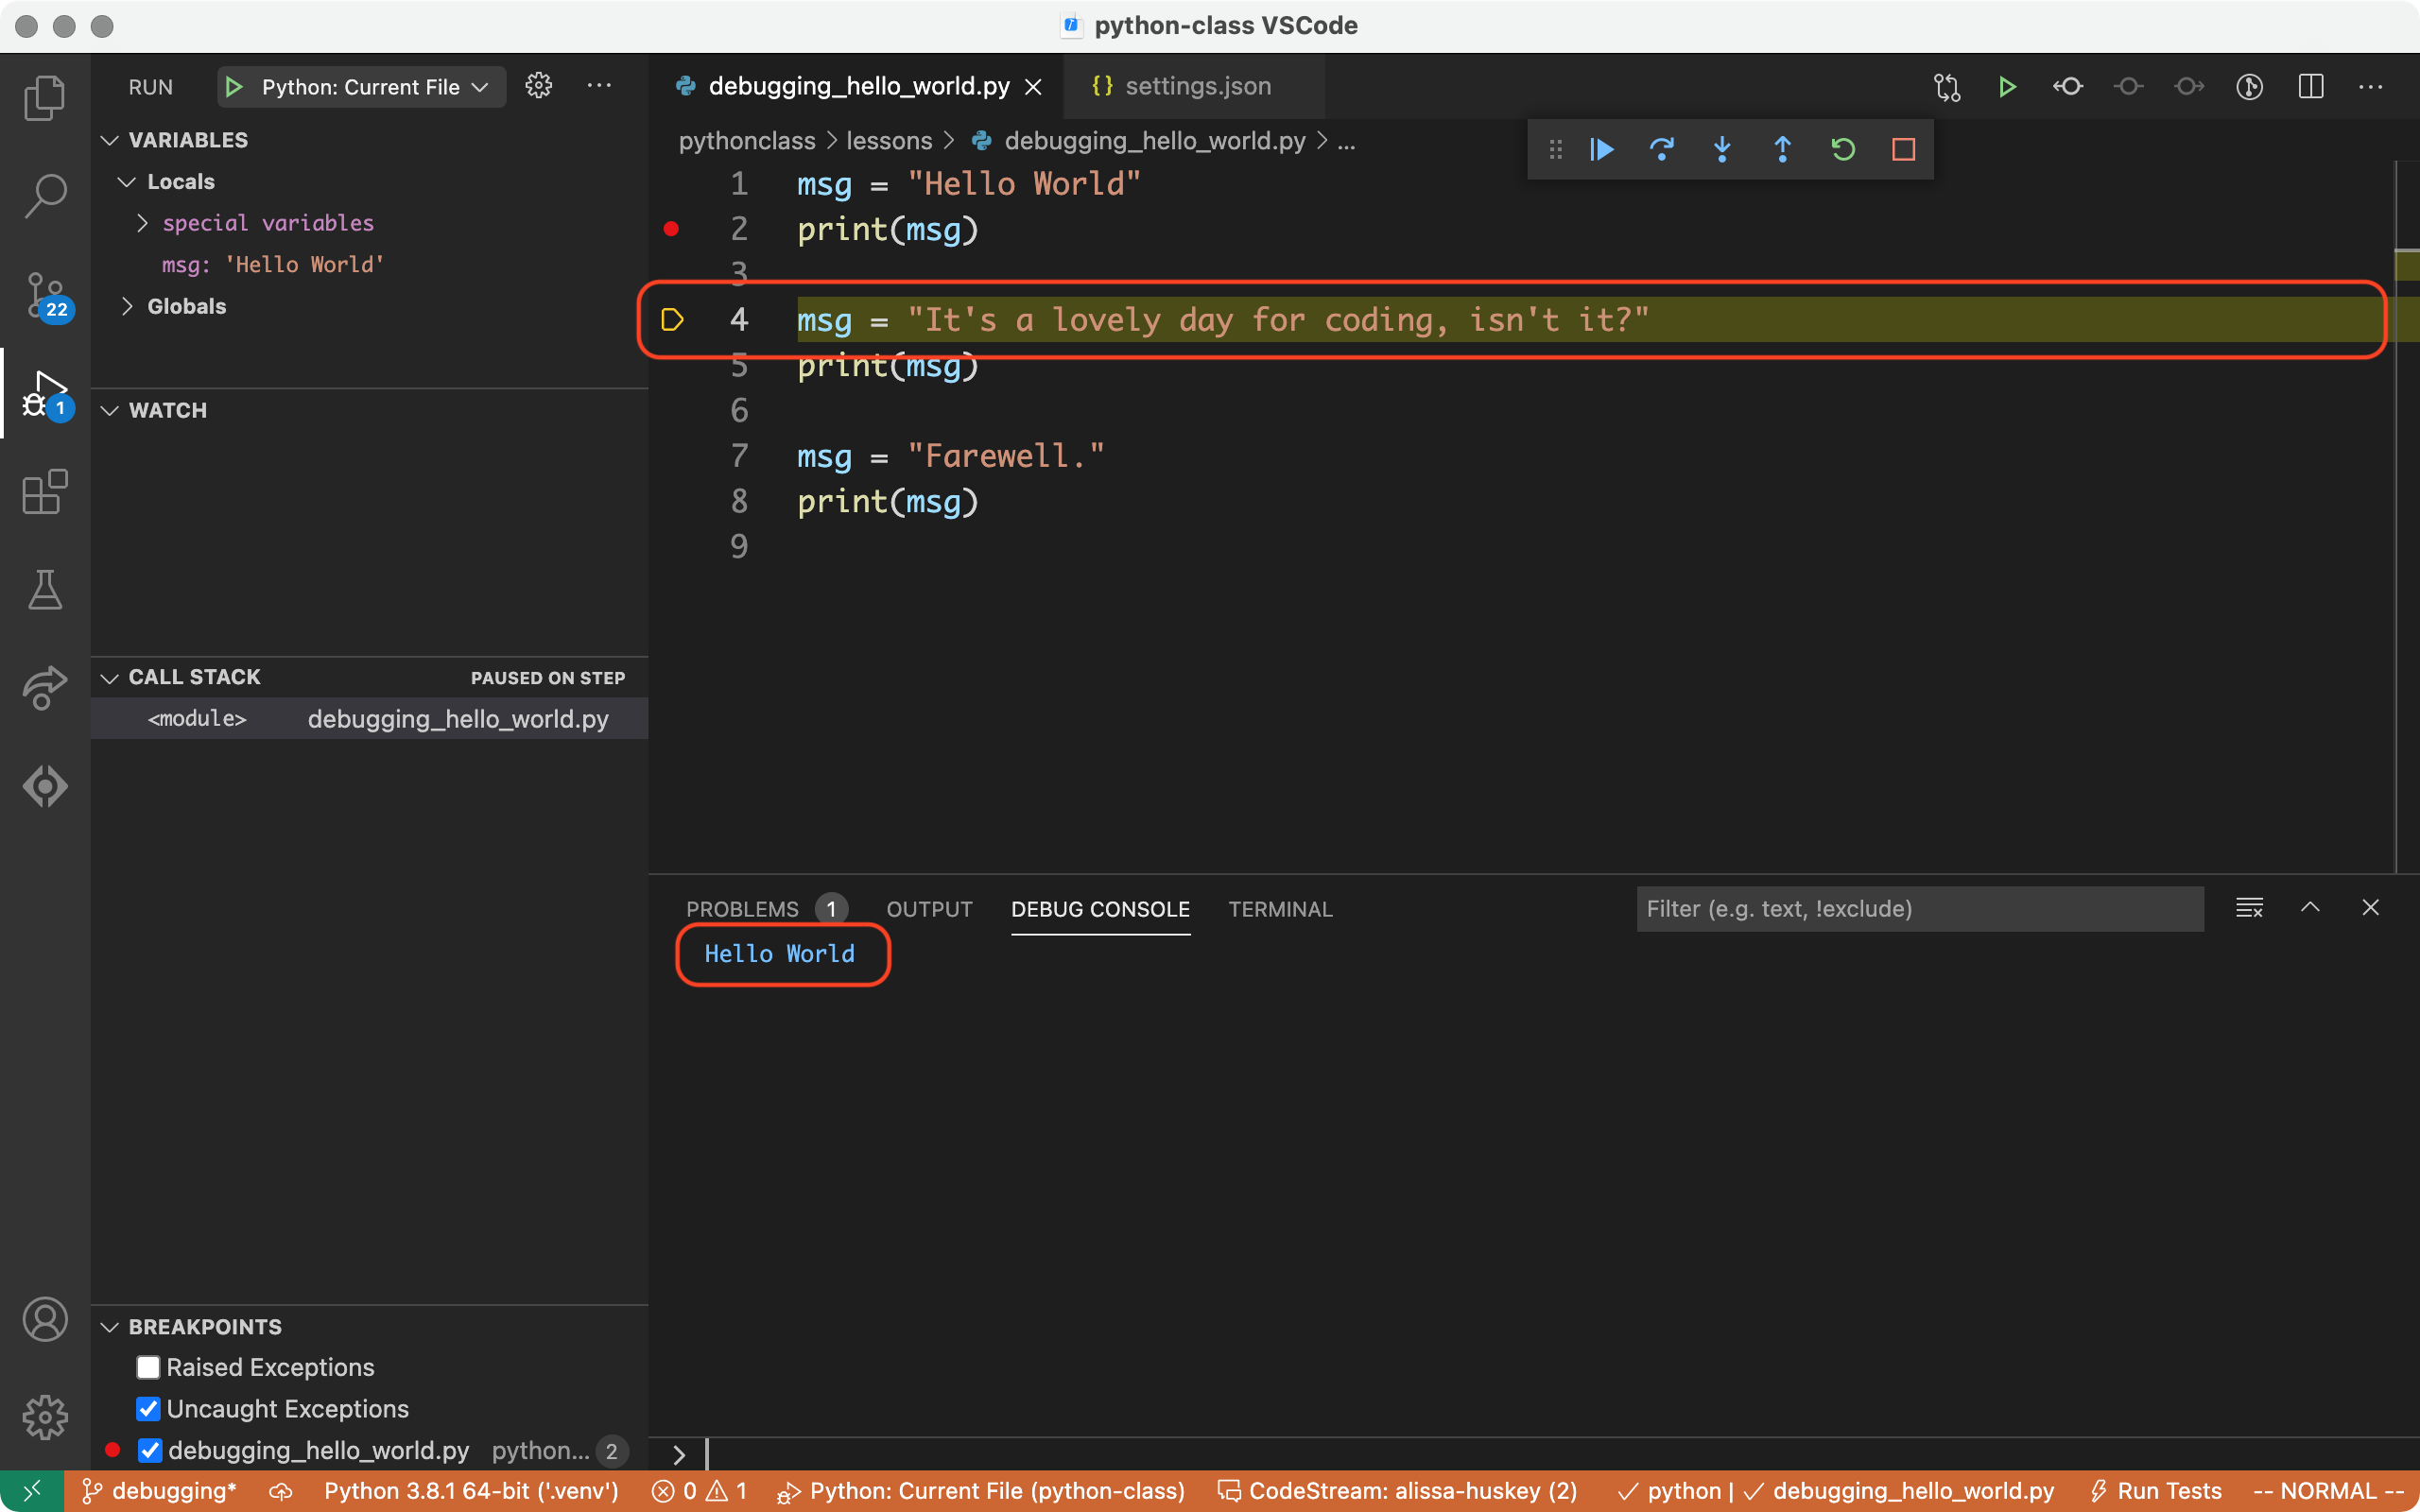 python-class VSCode
RUN Python: Current File
debugging_hello_world.py
{} settings.json
VARIABLES
Locals
special variables
msg: 'Hello World'
Globals
WATCH
CALL STACK PAUSED ON STEP
<module> debugging_hello_world.py
BREAKPOINTS
Raised Exceptions
Uncaught Exceptions
debugging_hello_world.py python... 2
22
1
pythonclass > lessons > debugging_hello_world.py > ...
1 msg = "Hello World"
2 print(msg)
3
4 msg = "It's a lovely day for coding, isn't it?"
5 print(msg)
6
7 msg = "Farewell."
8 print(msg)
9
PROBLEMS 1 OUTPUT DEBUG CONSOLE TERMINAL Filter (e.g. text, !exclude)
Hello World
>
debugging* Python 3.8.1 64-bit ('.venv') 0 1 Python: Current File (python-class) CodeStream: alissa-huskey (2) python | debugging_hello_world.py Run Tests -- NORMAL --